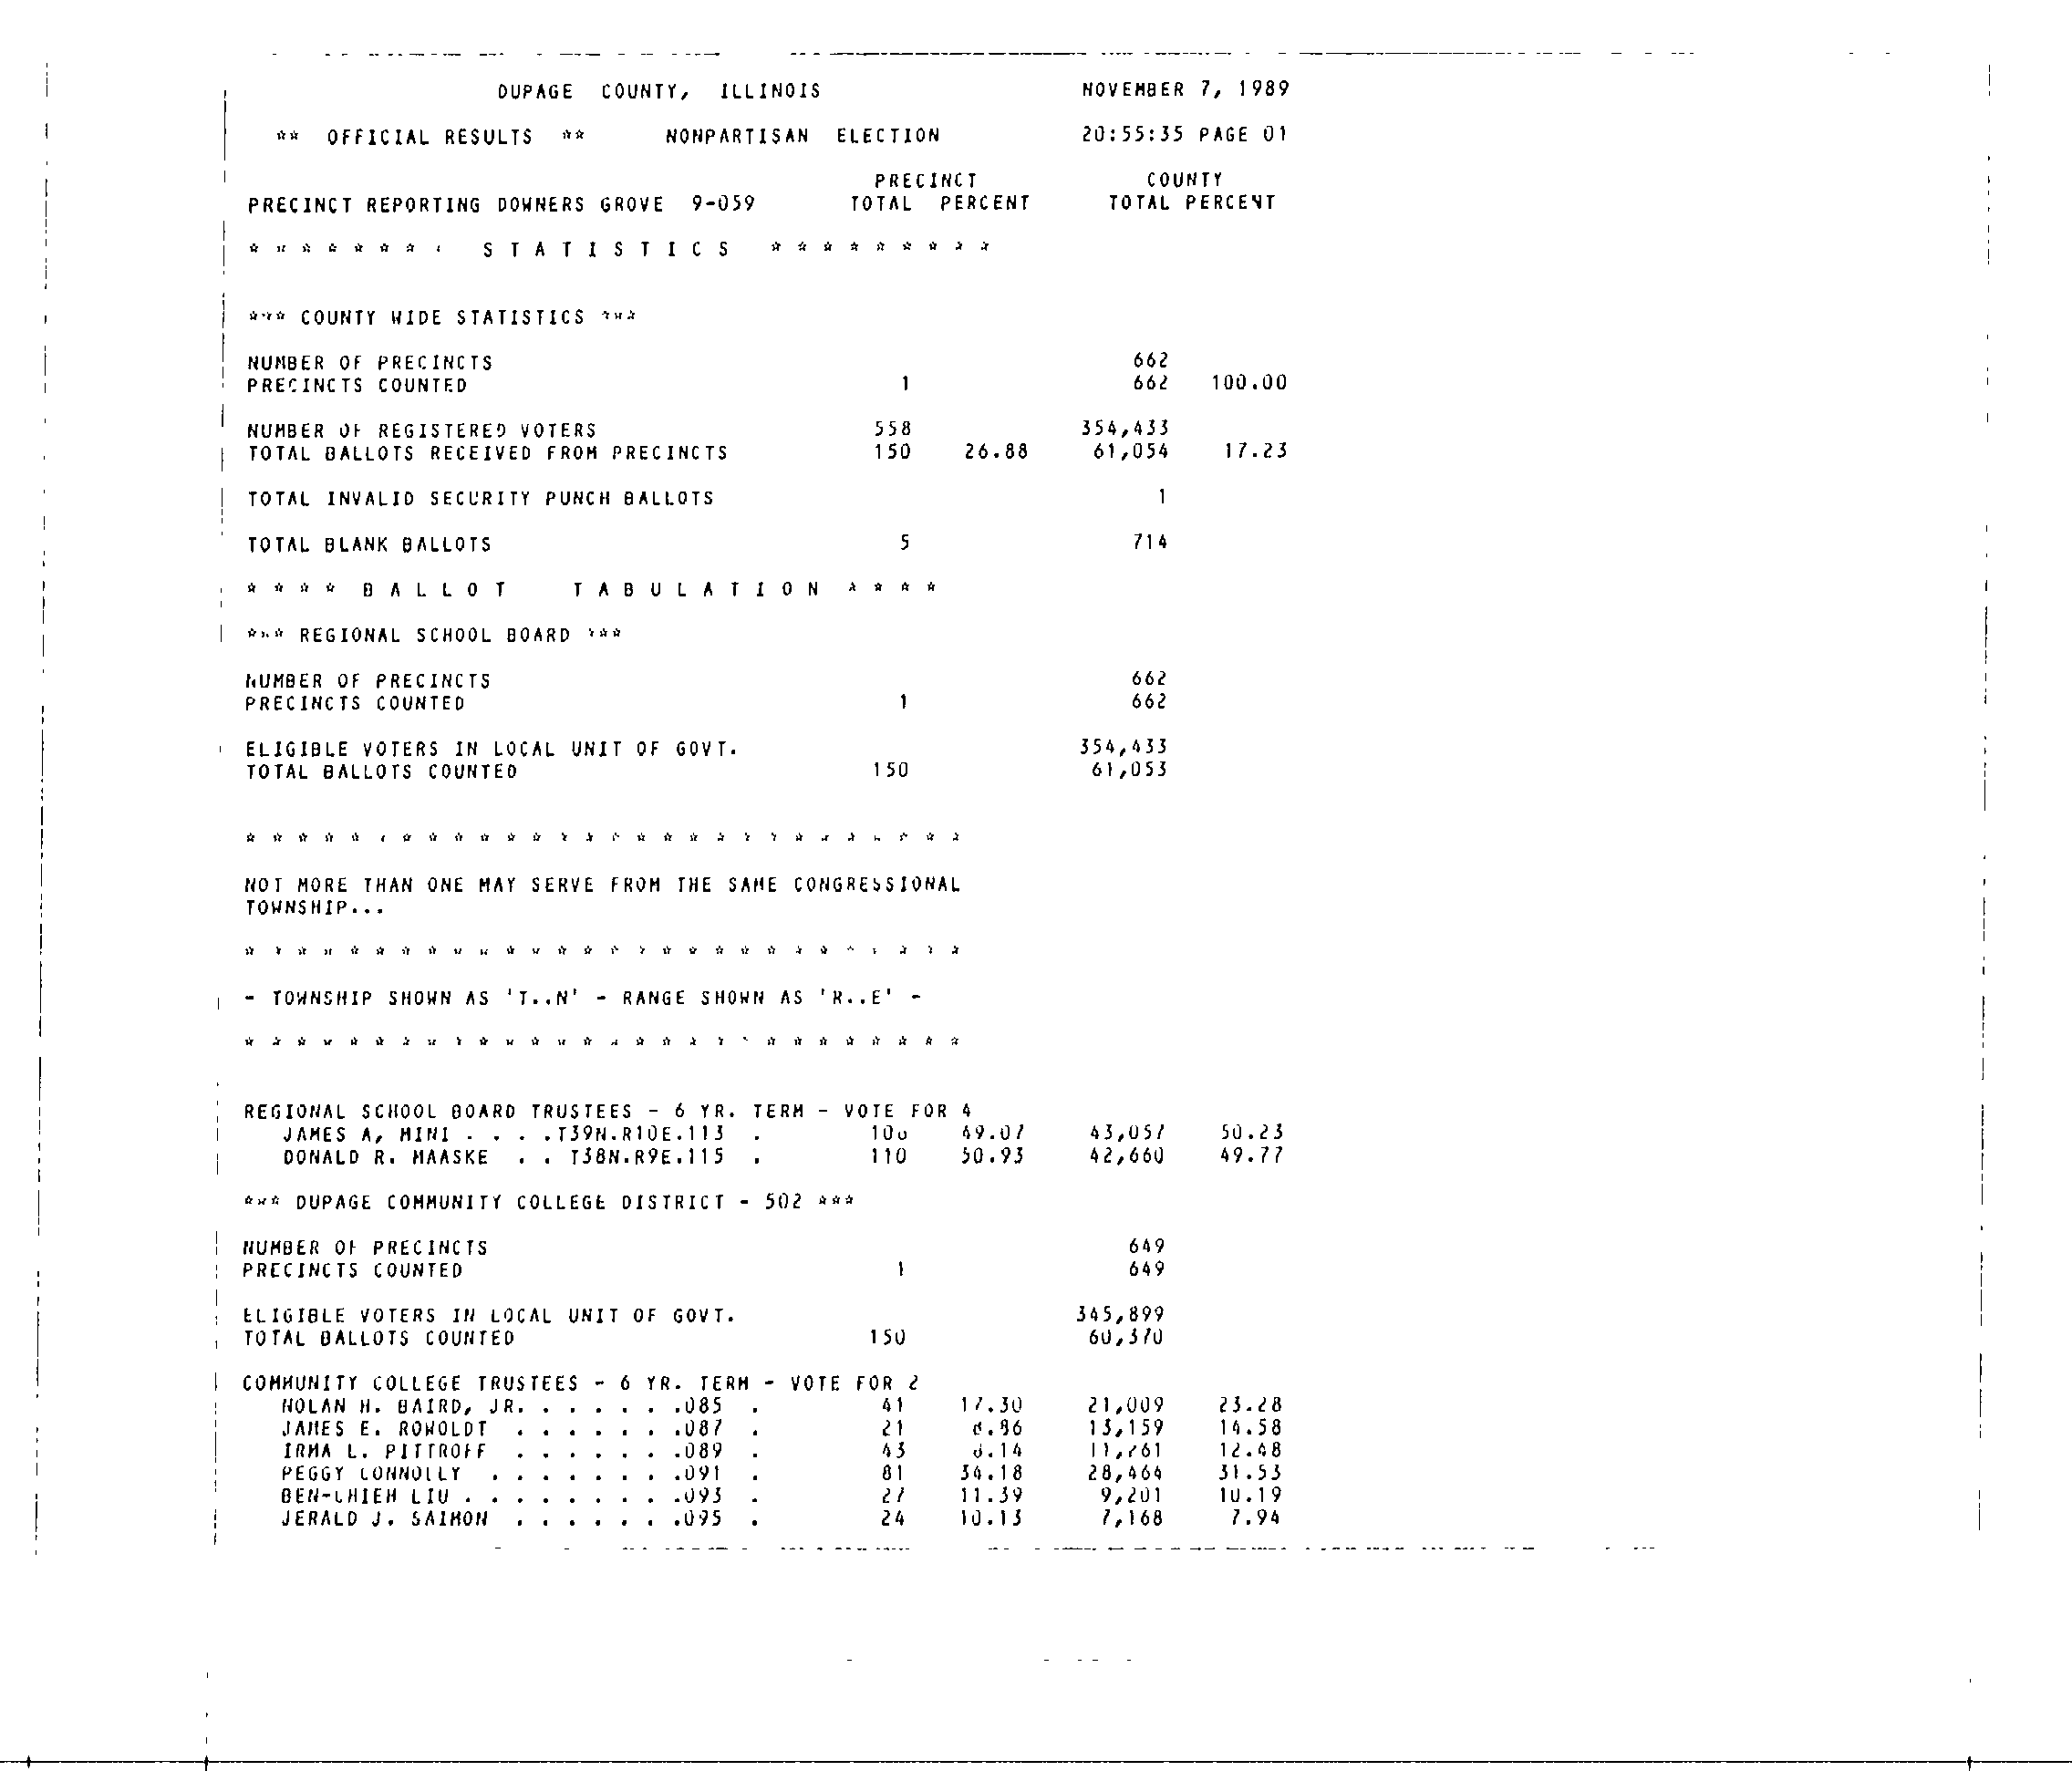 DUPAGE COUNTY, ILLINOIS NOVEMBER 7, 1989
** OFFICIAL RESULTS ** NONPARTISAN ELECTION 20:55:35 PAGE 01
PRECINCT COUNTY
PRECINCT REPORTING DOWNERS GROVE 9-059 TOTAL PERCENT TOTAL PERCENT
* * * * * * * * S T A T I S T I C S * * * * * * * * *
*** COUNTY WIDE STATISTICS ***
NUMBER OF PRECINCTS 662
PRECINCTS COUNTED 1 662 100.00
NUMBER OF REGISTERED VOTERS 558 354,433
TOTAL BALLOTS RECEIVED FROM PRECINCTS 150 26.88 61,054 17.23
TOTAL INVALID SECURITY PUNCH BALLOTS 1
TOTAL BLANK BALLOTS 5 714
* * * * B A L L O T T A B U L A T I O N * * * *
*** REGIONAL SCHOOL BOARD ***
NUMBER OF PRECINCTS 662
PRECINCTS COUNTED 1 662
ELIGIBLE VOTERS IN LOCAL UNIT OF GOVT. 354,433
TOTAL BALLOTS COUNTED 150 61,053
* * * * * * * * * * * * * * * * * * * * * * * * * * * *
NOT MORE THAN ONE MAY SERVE FROM THE SAME CONGRESSIONAL
TOWNSHIP...
* * * * * * * * * * * * * * * * * * * * * * * * * * * *
- TOWNSHIP SHOWN AS 'T..N' - RANGE SHOWN AS 'R..E' -
* * * * * * * * * * * * * * * * * * * * * * * * * * * *
REGIONAL SCHOOL BOARD TRUSTEES - 6 YR. TERM - VOTE FOR 4
JAMES A, MINI . . . .T39N.R10E.113 . 106 49.07 43,057 50.23
DONALD R. MAASKE . . T38N.R9E.115 . 110 50.93 42,660 49.77
*** DUPAGE COMMUNITY COLLEGE DISTRICT - 502 ***
NUMBER OF PRECINCTS 649
PRECINCTS COUNTED 1 649
ELIGIBLE VOTERS IN LOCAL UNIT OF GOVT. 345,899
TOTAL BALLOTS COUNTED 150 60,370
COMMUNITY COLLEGE TRUSTEES - 6 YR. TERM - VOTE FOR 2
NOLAN H. BAIRD, JR. . . . . . .085 . 41 17.30 21,009 23.28
JAMES E. ROWOLDT . . . . . . .087 . 21 8.86 13,159 14.58
IRMA L. PITTROFF . . . . . . .089 . 43 8.14 11,261 12.48
PEGGY CONNOLLY . . . . . . . .091 . 81 34.18 28,464 31.53
BEN-CHIEH LIU . . . . . . . . .093 . 27 11.39 9,201 10.19
JERALD J. SAIMON . . . . . . .095 . 24 10.13 7,168 7.94